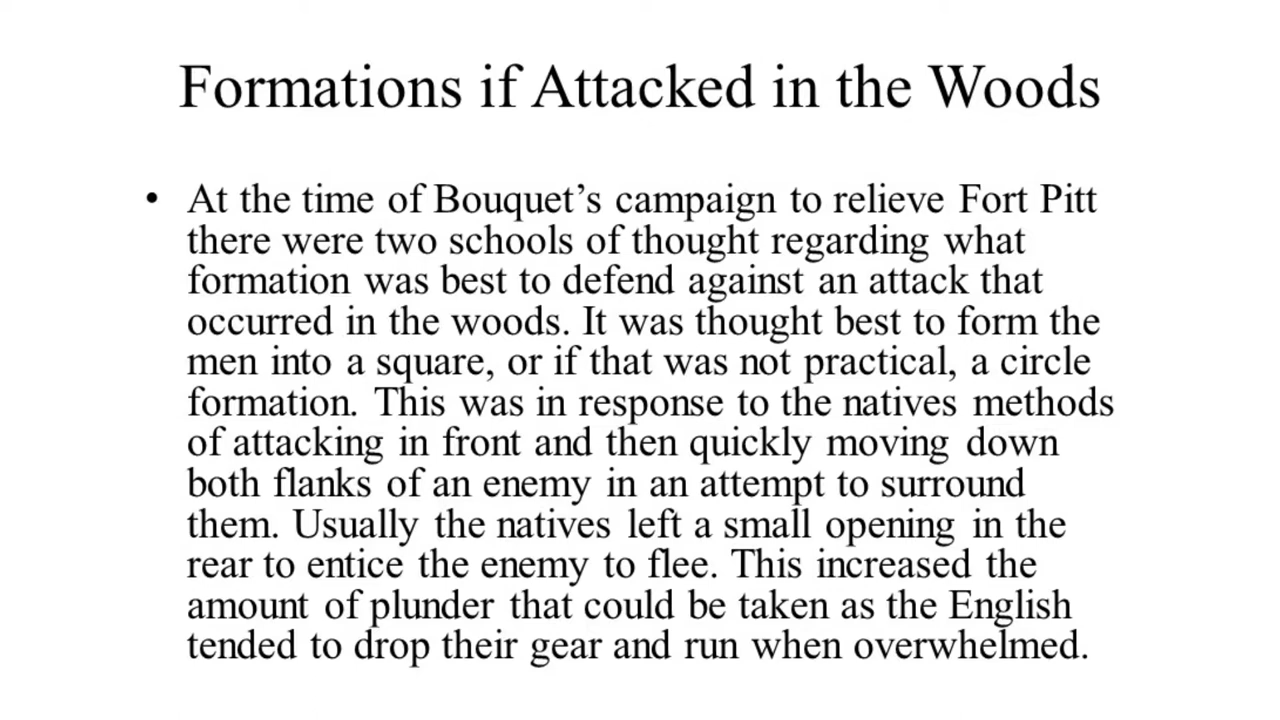 Formations if Attacked in the Woods
• At the time of Bouquet’s campaign to relieve Fort Pitt
there were two schools of thought regarding what
formation was best to defend against an attack that
occurred in the woods. It was thought best to form the
men into a square, or if that was not practical, a circle
formation. This was in response to the natives methods
of attacking in front and then quickly moving down
both flanks of an enemy in an attempt to surround
them. Usually the natives left a small opening in the
rear to entice the enemy to flee. This increased the
amount of plunder that could be taken as the English
tended to drop their gear and run when overwhelmed.